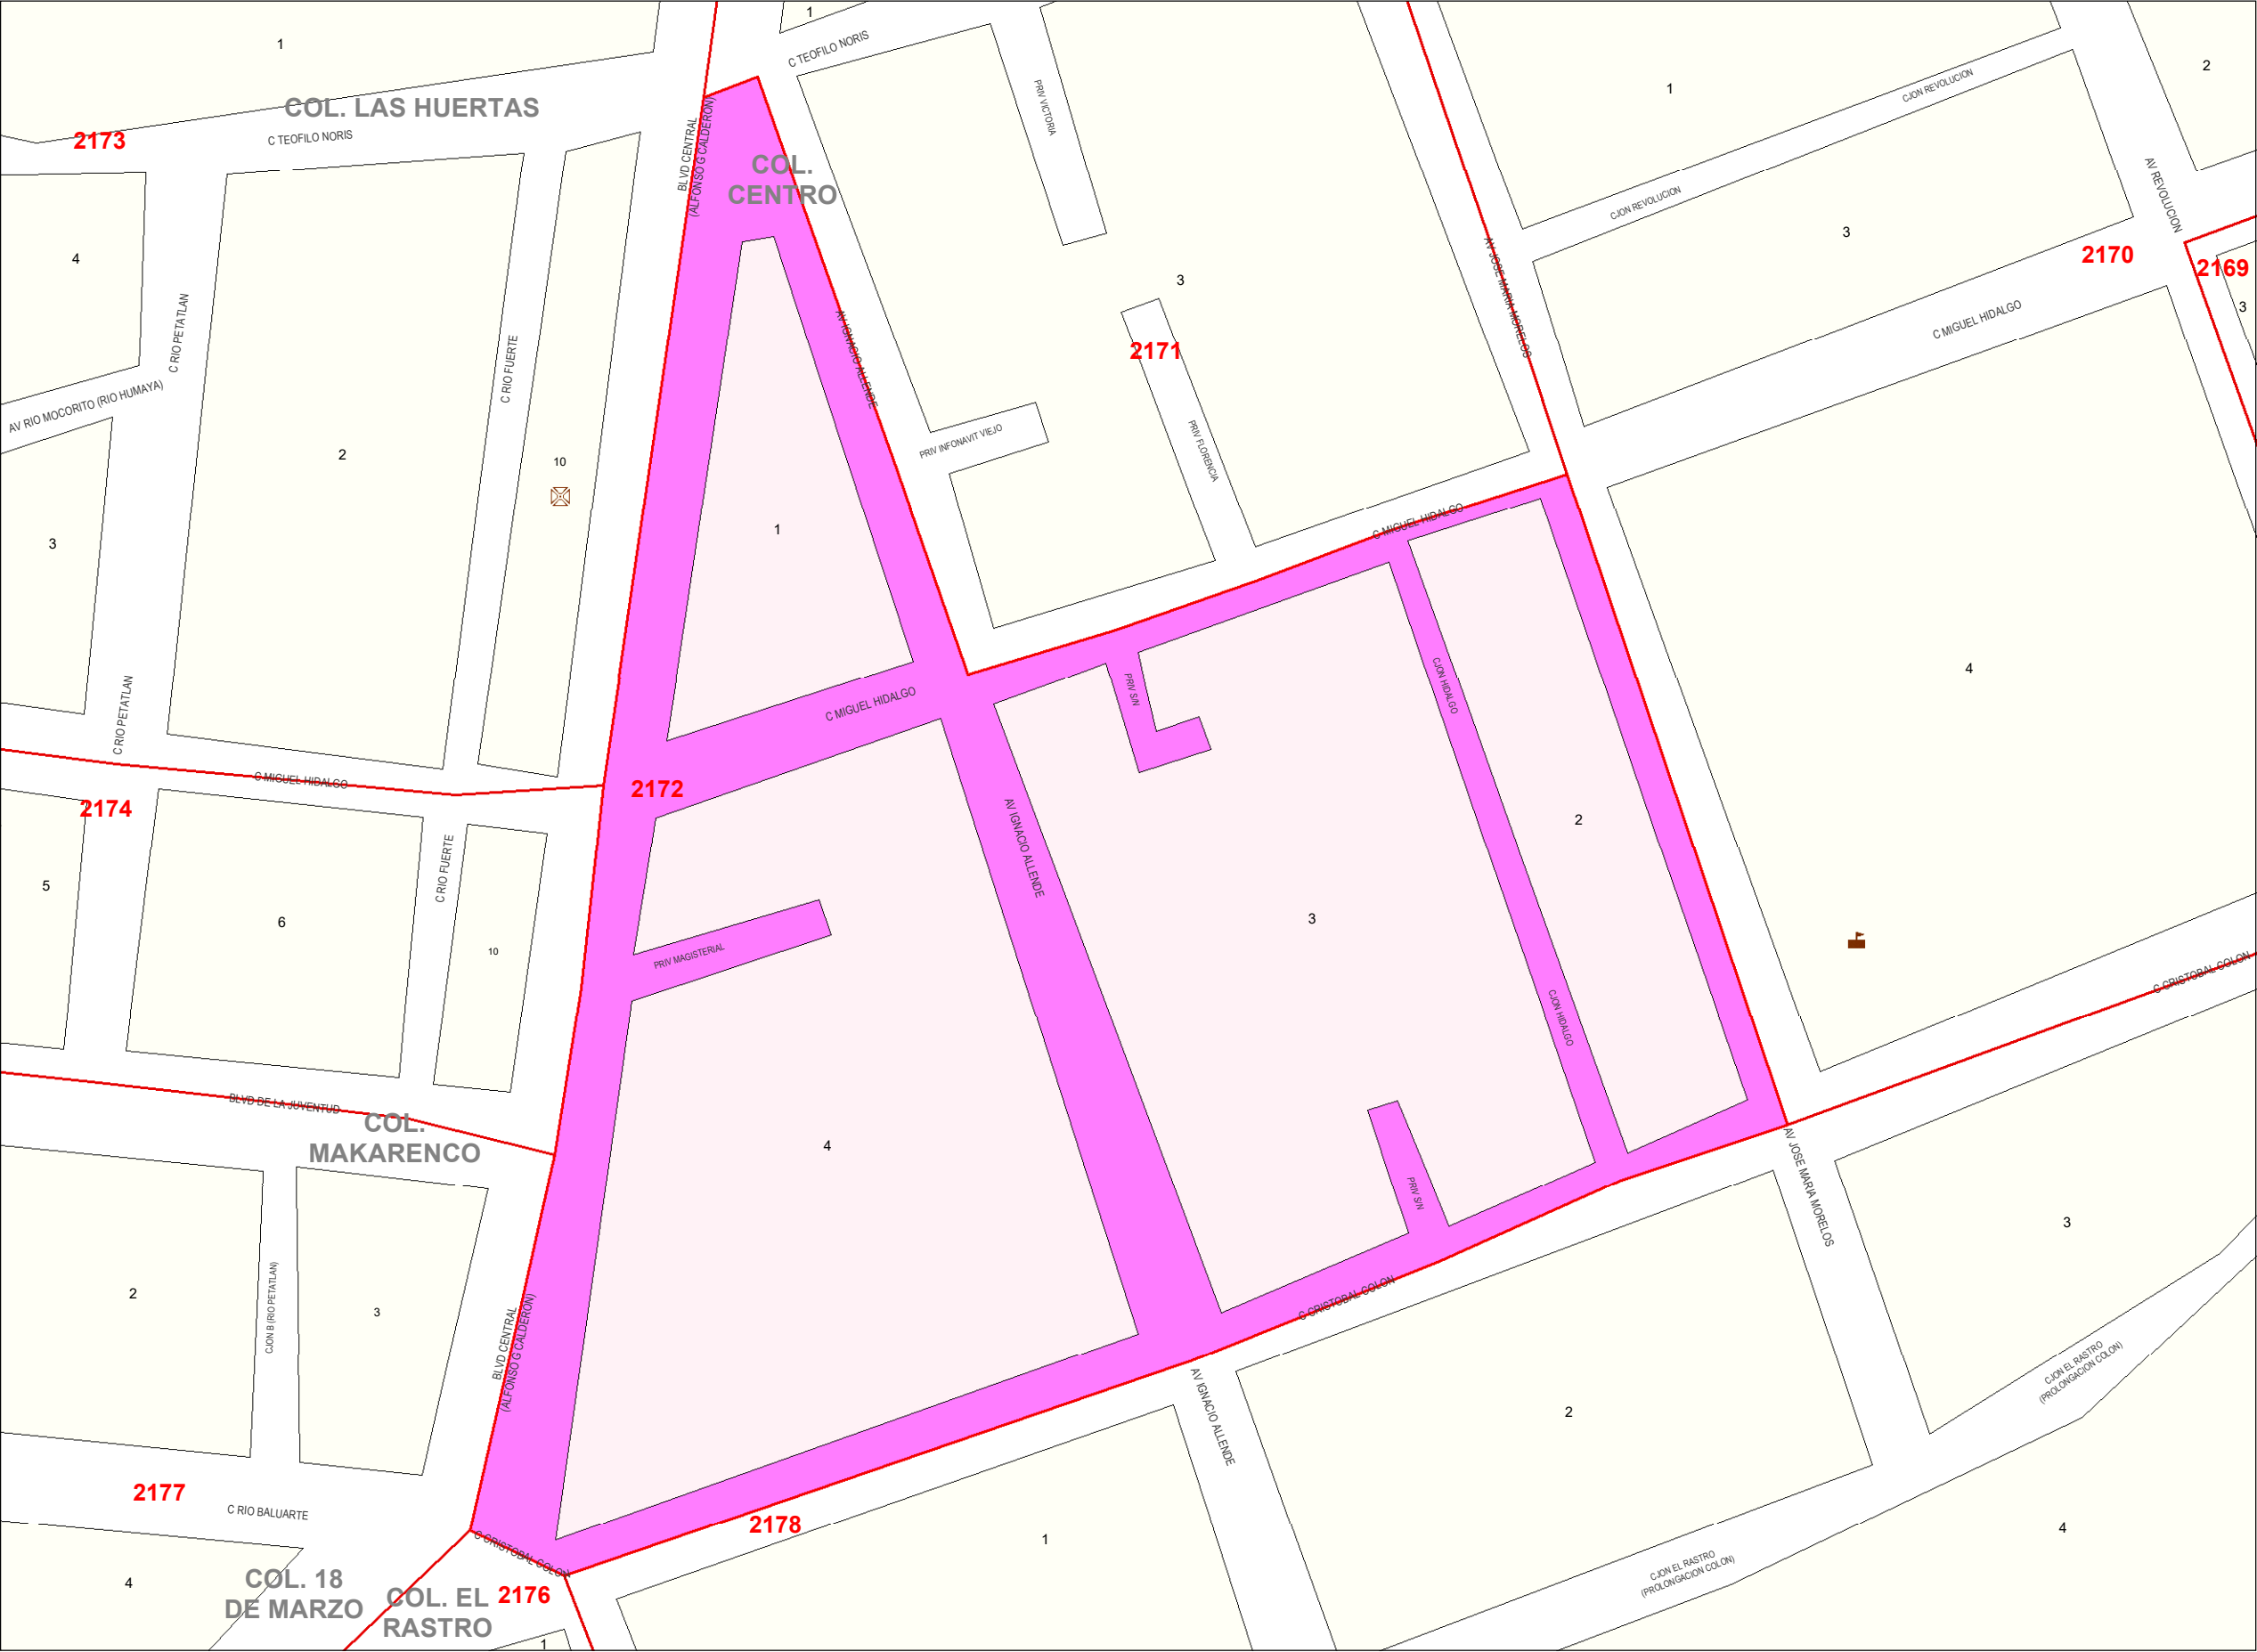 1
1
C TEOFILO NORIS
1
2
COL. LAS HUERTAS
2173
C TEOFILO NORIS
BLVD CENTRAL
(ALFONSO G CALDERON)
PRIV VICTORIA
CJON REVOLUCION
COL.
CENTRO
CJON REVOLUCION
AV REVOLUCION
4
3
3
2170
2169
3
C RIO PETATLAN
C RIO FUERTE
AV IGNACIO ALLENDE
2171
AV JOSE MARIA MORELOS
C MIGUEL HIDALGO
AV RIO MOCORITO (RIO HUMAYA)
2
10
PRIV INFONAVIT VIEJO
PRIV FLORENCIA
3
1
C MIGUEL HIDALGO
C RIO PETATLAN
C MIGUEL HIDALGO
PRIV S/N
CJON HIDALGO
4
C MIGUEL HIDALGO
2172
2174
2
C RIO FUERTE
AV IGNACIO ALLENDE
5
6
10
PRIV MAGISTERIAL
3
CJON HIDALGO
C CRISTOBAL COLON
BLVD DE LA JUVENTUD
COL.
MAKARENCO
4
PRIV S/N
AV JOSE MARIA MORELOS
3
2
CJON B (RIO PETATLAN)
3
BLVD CENTRAL
(ALFONSO G CALDERON)
C CRISTOBAL COLON
CJON EL RASTRO
(PROLONGACION COLON)
AV IGNACIO ALLENDE
2
2177
C RIO BALUARTE
2178
1
4
C CRISTOBAL COLON
CJON EL RASTRO
(PROLONGACION COLON)
4
COL. 18
DE MARZO
COL. EL
RASTRO
2176
1